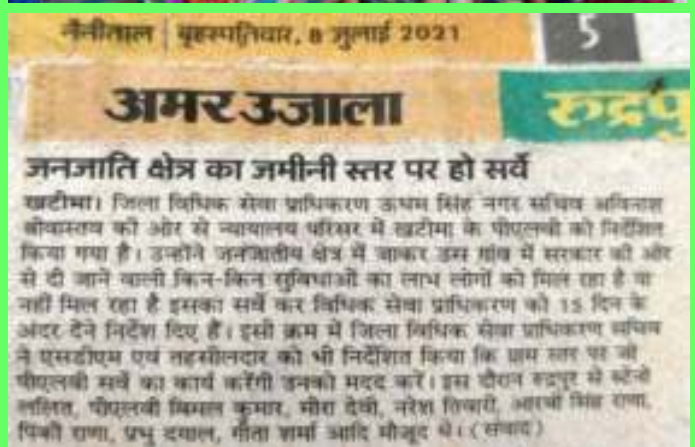 नैनीताल | बृहस्पतिवार, 8 जुलाई 2021
5
अमर उजाला
रुद्रपु
जनजाति क्षेत्र का जमीनी स्तर पर हो सर्वे
खटीमा। जिला विधिक सेवा प्राधिकरण ऊधम सिंह नगर सचिव अविनाश
श्रीवास्तव की ओर से न्यायालय परिसर में खटीमा के पीएलवी को निर्देशित
किया गया है। उन्होंने जनजातीय क्षेत्र में जाकर उस गांव में सरकार की ओर
से दी जाने वाली किन-किन सुविधाओं का लाभ लोगों को मिल रहा है या
नहीं मिल रहा है इसका सर्वे कर विधिक सेवा प्राधिकरण को 15 दिन के
अंदर देने निर्देश दिए हैं। इसी क्रम में जिला विधिक सेवा प्राधिकरण सचिव
ने एसडीएम एवं तहसीलदार को भी निर्देशित किया कि ग्राम स्तर पर जो
पीएलवी सर्वे का कार्य करेंगी उनकी मदद करें। इस दौरान रुद्रपुर से स्टेनो
ललित, पीएलवी बिमल कुमार, मीरा देवी, नरेश तिवारी, आरची सिंह राणा,
पिंकी राणा, प्रभु दयाल, गीता शर्मा आदि मौजूद थे। (संवाद)